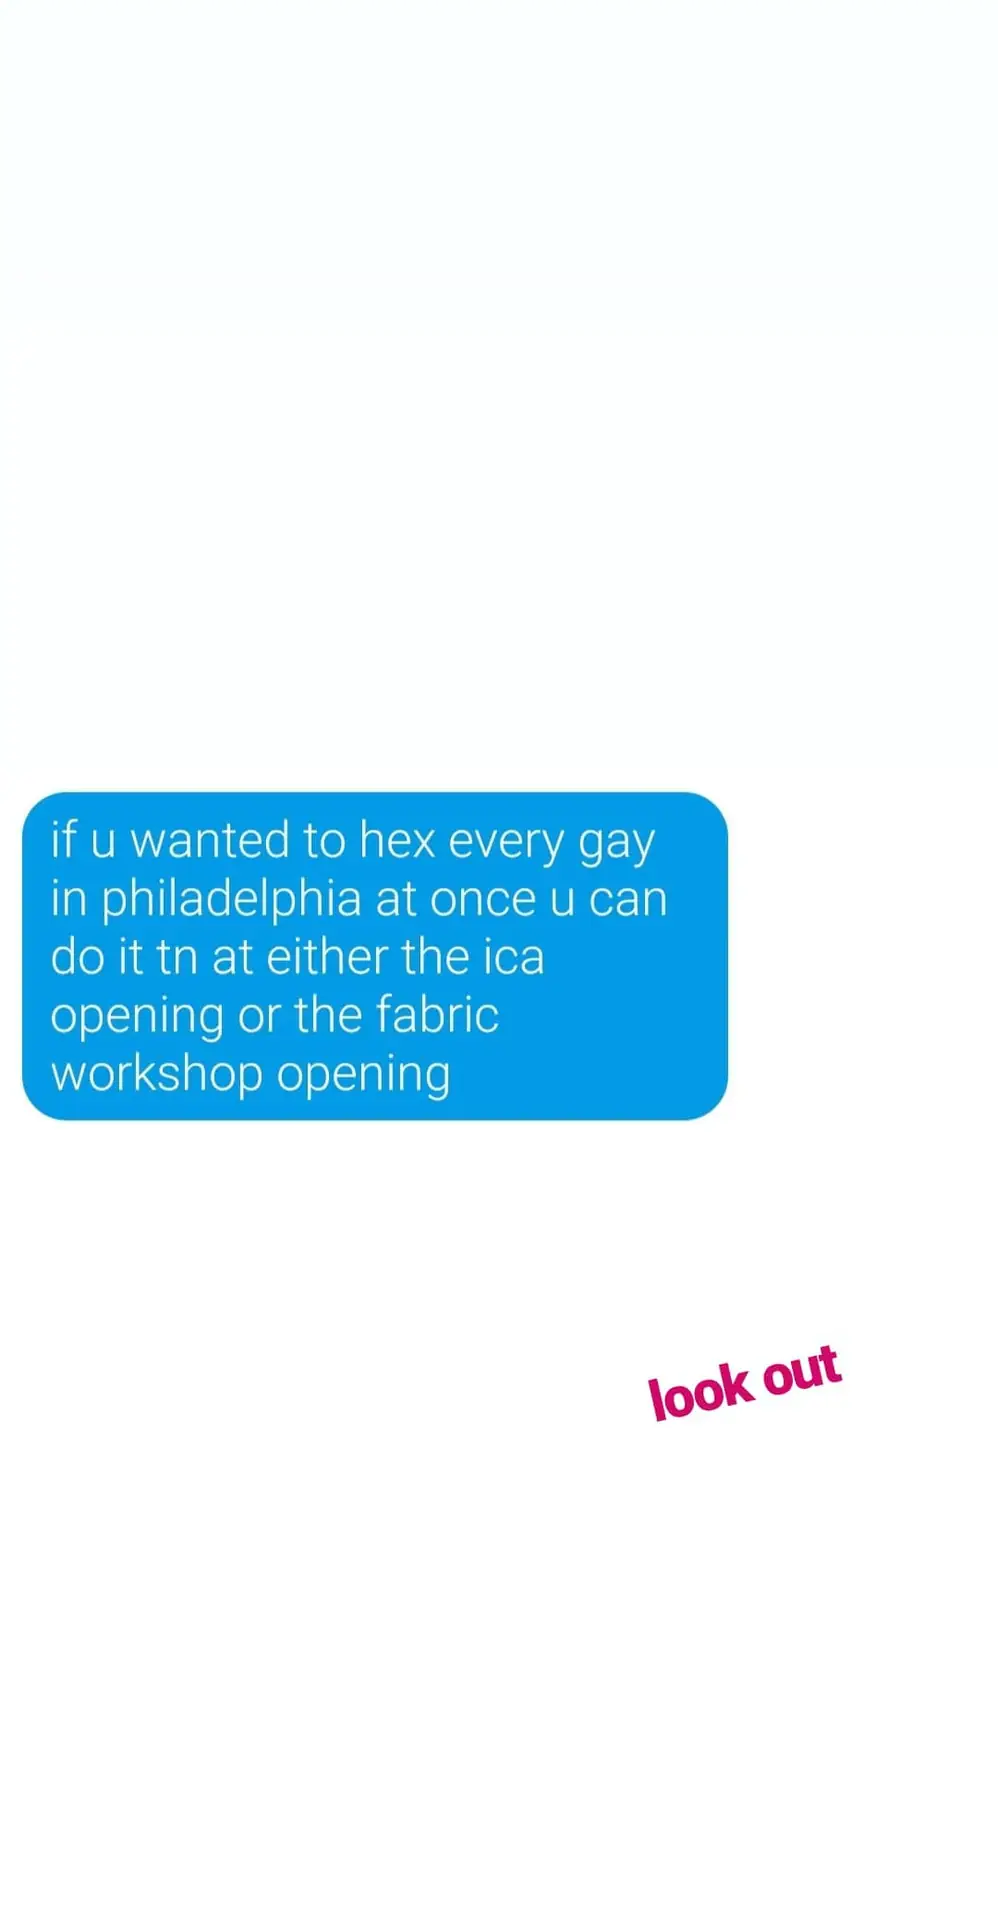 if u wanted to hex every gay
in philadelphia at once u can
do it tn at either the ica
opening or the fabric
workshop opening
look out